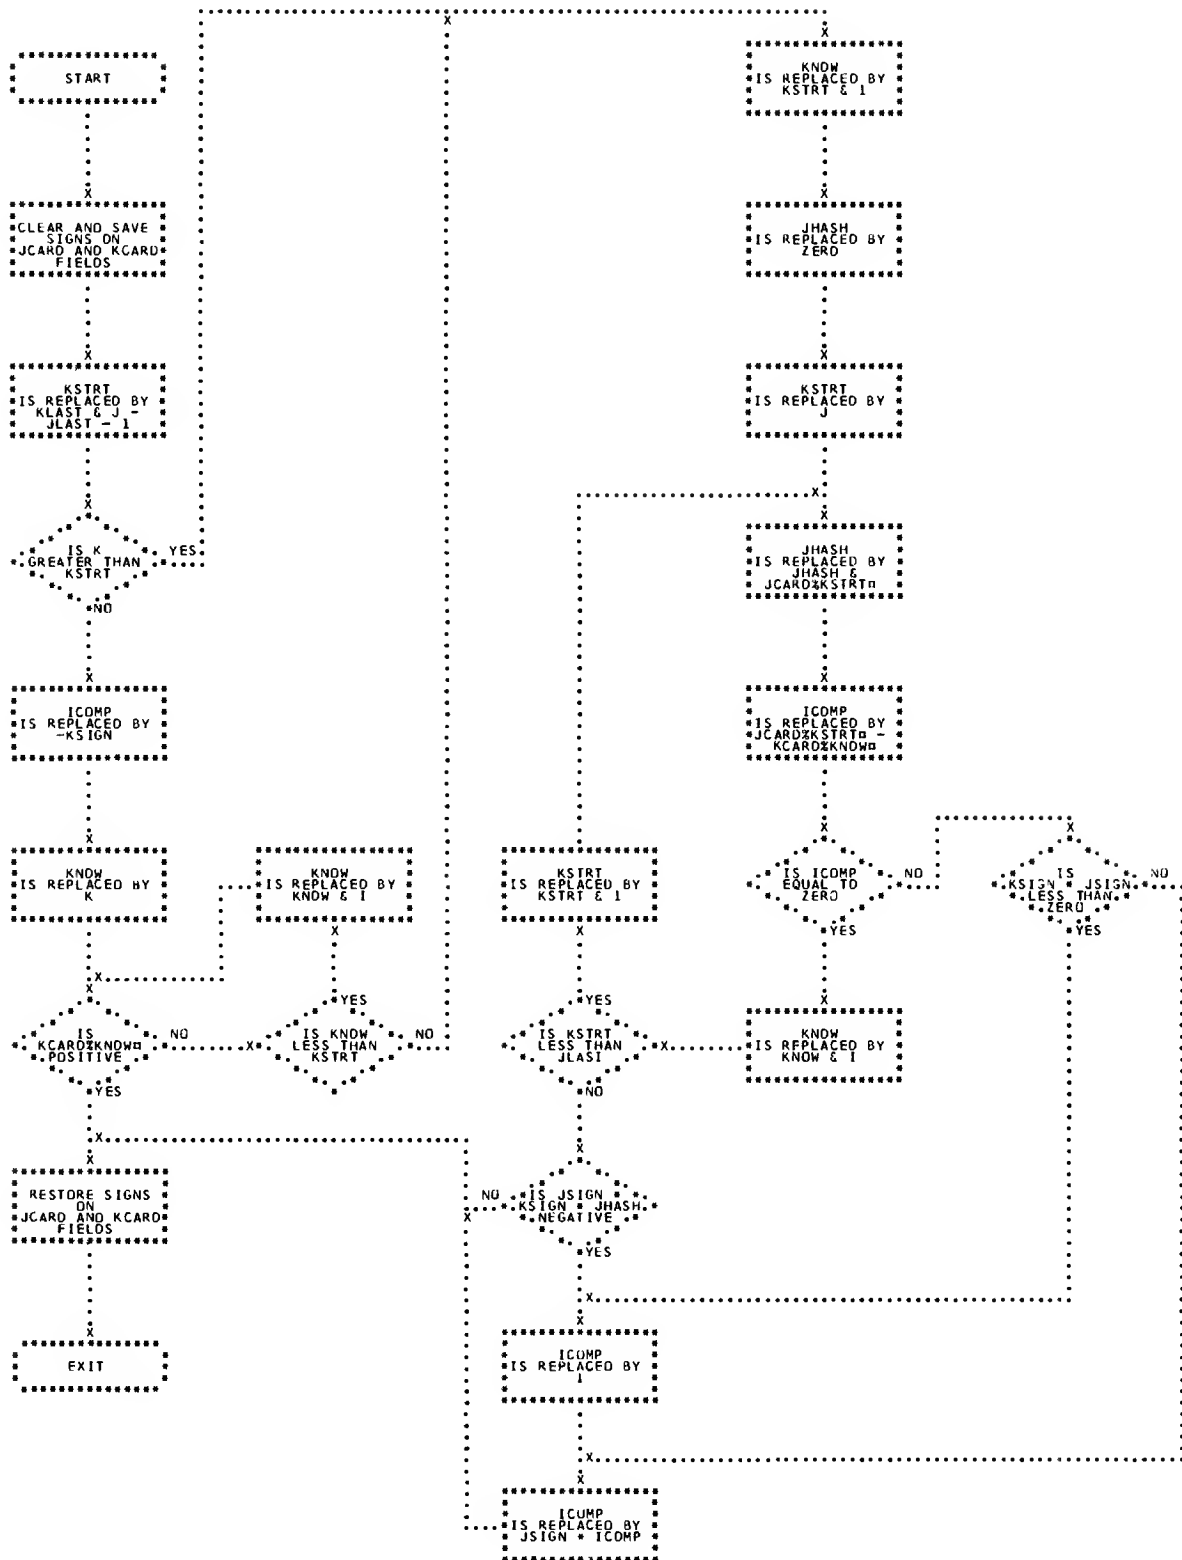 START
CLEAR AND SAVE
SIGNS ON
JCARD AND KCARD
FIELDS
KSTRT
IS REPLACED BY
KLAST & J -
JLAST - 1
IS K
GREATER THAN
KSTRT
YES
NO
ICOMP
IS REPLACED BY
-KSIGN
KNOW
IS REPLACED BY
K
KNOW
IS REPLACED BY
KNOW & 1
IS
KCARD%KNOW¤
POSITIVE
NO
YES
IS KNOW
LESS THAN
KSTRT
YES
NO
RESTORE SIGNS
ON
JCARD AND KCARD
FIELDS
EXIT
KNOW
IS REPLACED BY
KSTRT & 1
JHASH
IS REPLACED BY
ZERO
KSTRT
IS REPLACED BY
J
JHASH
IS REPLACED BY
JHASH &
JCARD%KSTRT¤
ICOMP
IS REPLACED BY
JCARD%KSTRT¤ -
KCARD%KNOW¤
IS ICOMP
EQUAL TO
ZERO
NO
YES
IS
KSIGN * JSIGN
LESS THAN
ZERO
NO
YES
KNOW
IS REPLACED BY
KNOW & 1
KSTRT
IS REPLACED BY
KSTRT & 1
IS KSTRT
LESS THAN
JLAST
YES
NO
IS JSIGN *
KSIGN * JHASH
NEGATIVE
NO
YES
ICOMP
IS REPLACED BY
1
ICOMP
IS REPLACED BY
JSIGN * ICOMP